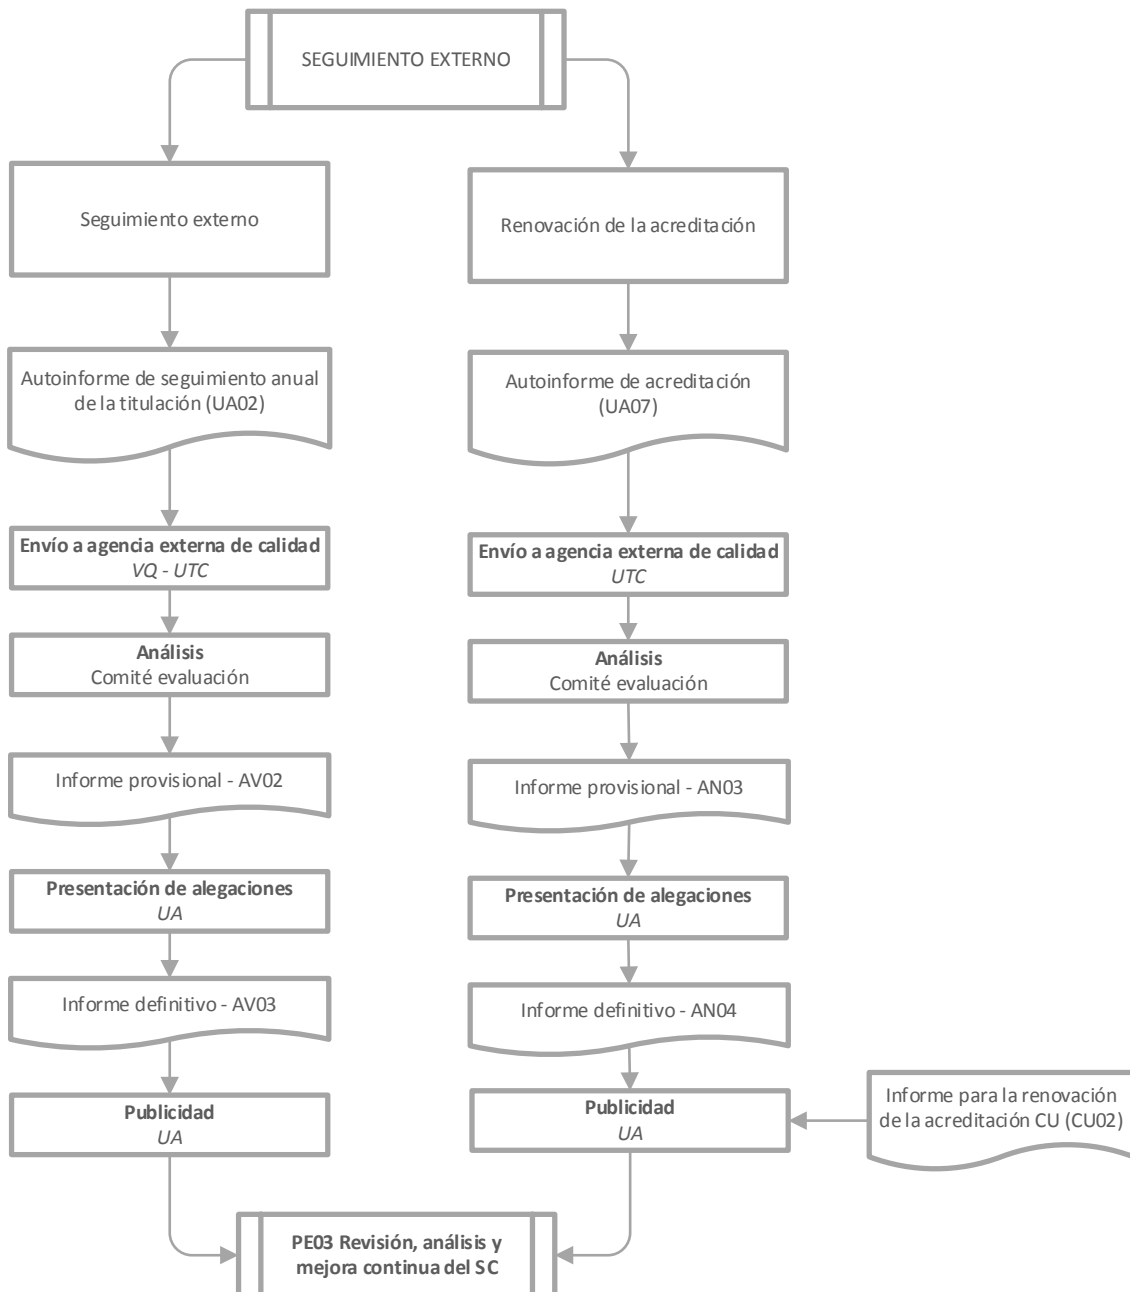 SEGUIMIENTO EXTERNO
Seguimiento externo
Renovación de la acreditación
Autoinforme de seguimiento anual
de la titulación (UA02)
Autoinforme de acreditación
(UA07)
Envío a agencia externa de calidad
VQ - UTC
Envío a agencia externa de calidad
UTC
Análisis
Comité evaluación
Análisis
Comité evaluación
Informe provisional - AV02
Informe provisional - AN03
Presentación de alegaciones
UA
Presentación de alegaciones
UA
Informe definitivo - AV03
Informe definitivo - AN04
Publicidad
UA
Publicidad
UA
Informe para la renovación
de la acreditación CU (CU02)
PE03 Revisión, análisis y
mejora continua del SC